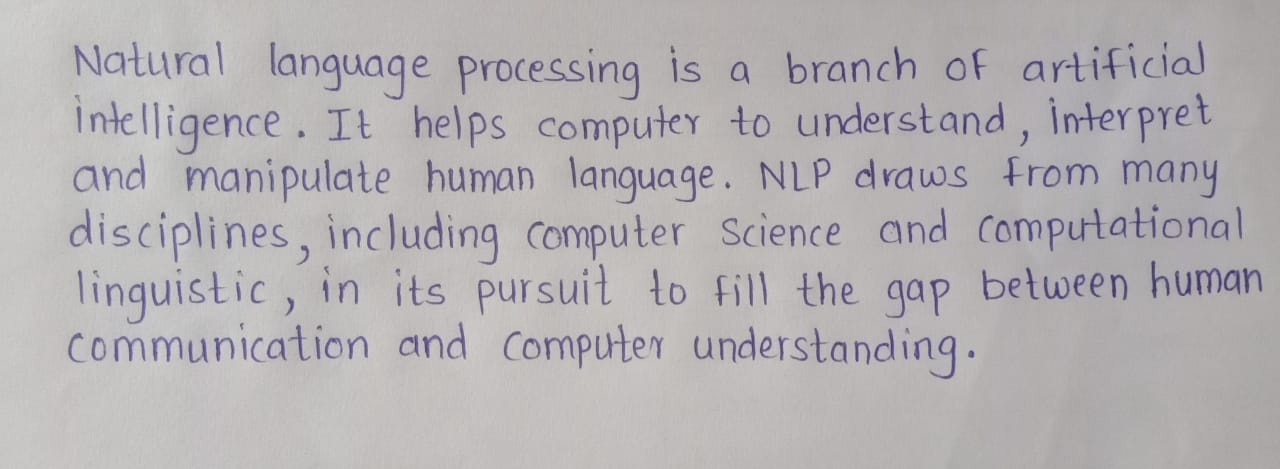 Natural language processing is a branch of artificial
intelligence. It helps computer to understand, interpret
and manipulate human language. NLP draws from many
disciplines, including computer science and computational
linguistic, in its pursuit to fill the gap between human
communication and computer understanding.